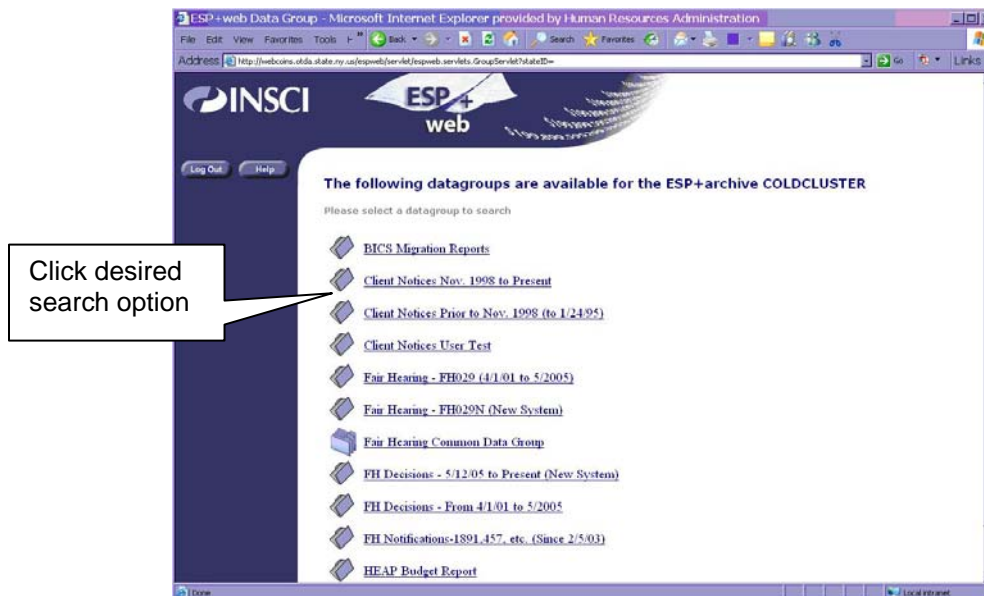 ESP+web Data Group - Microsoft Internet Explorer provided by Human Resources Administration
File Edit View Favorites Tools Back Search Favorites
Address http://webcoins.otda.state.ny.us/espweb/servlet/espweb.servlets.GroupServlet?stateID= Go Links
INSCI
ESP+
web
Log Out Help
The following datagroups are available for the ESP+archive COLDCLUSTER
Please select a datagroup to search
BICS Migration Reports
Click desired
search option
Client Notices Nov. 1998 to Present
Client Notices Prior to Nov. 1998 (to 1/24/95)
Client Notices User Test
Fair Hearing - FH029 (4/1/01 to 5/2005)
Fair Hearing - FH029N (New System)
Fair Hearing Common Data Group
FH Decisions - 5/12/05 to Present (New System)
FH Decisions - From 4/1/01 to 5/2005
FH Notifications-1891,457, etc. (Since 2/5/03)
HEAP Budget Report
Done Local intranet